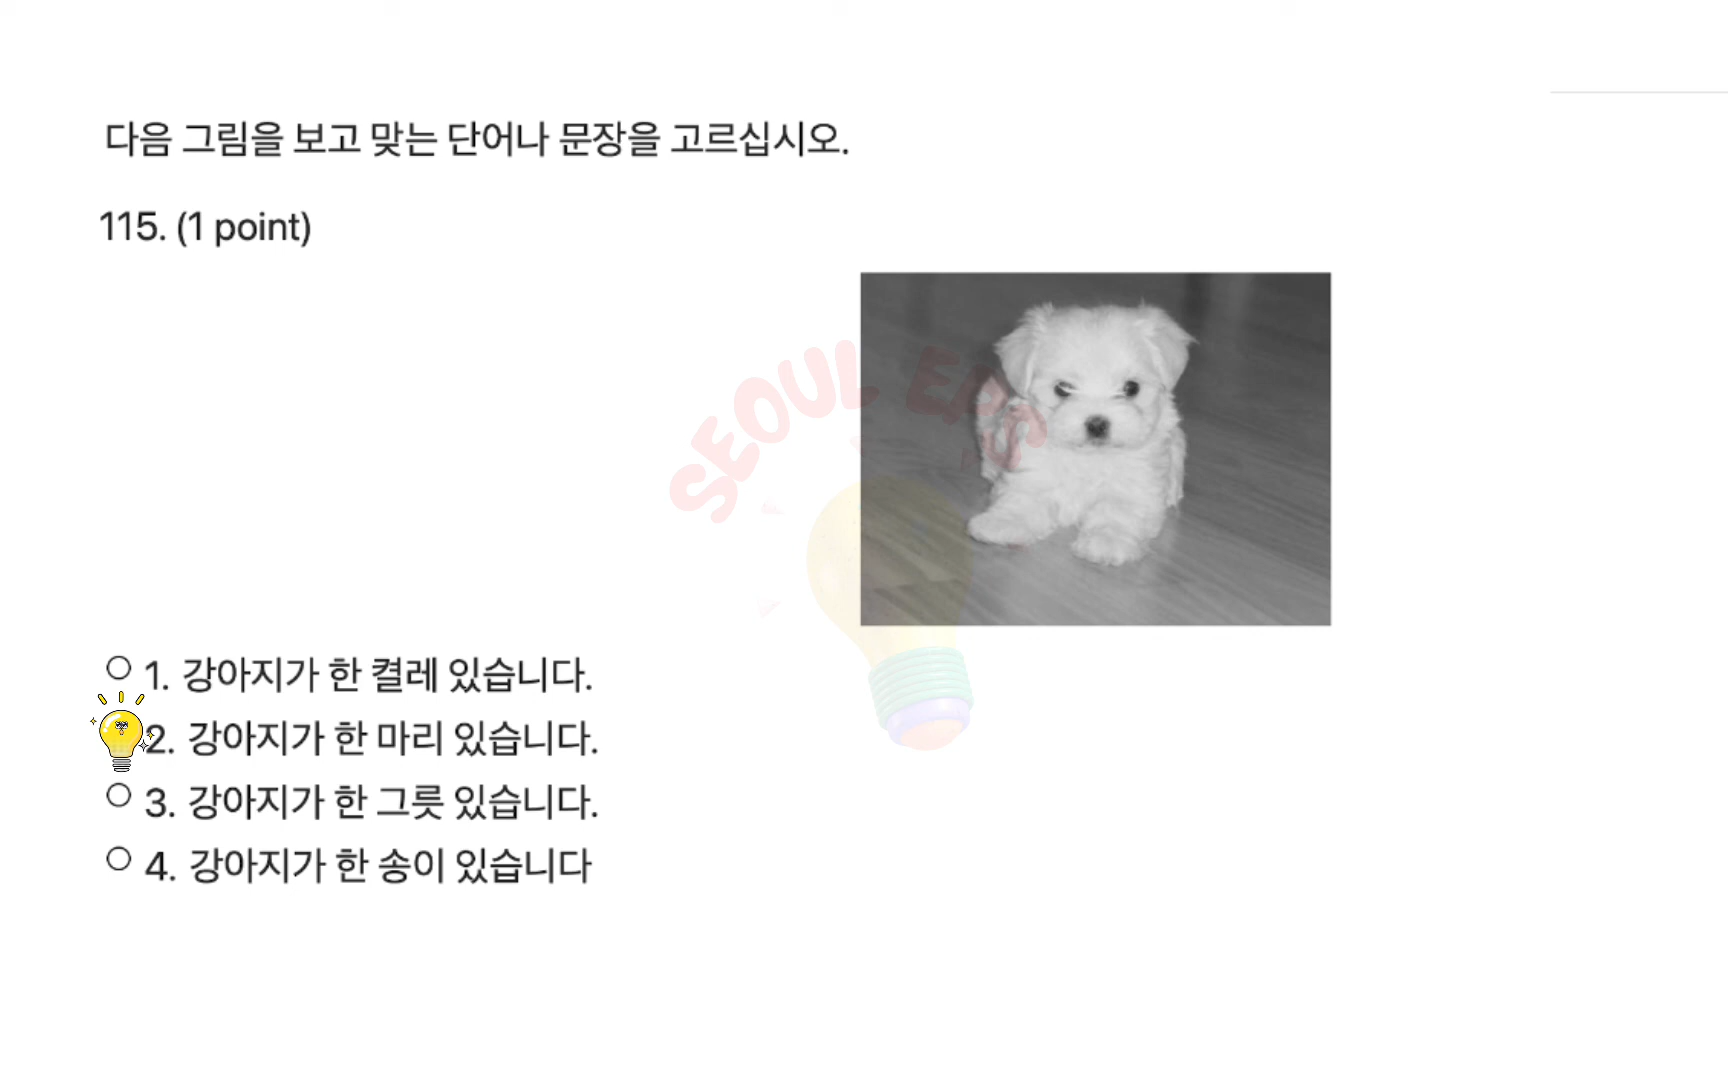 다음 그림을 보고 맞는 단어나 문장을 고르십시오.
115. (1 point)
SEOUL EPS
1. 강아지가 한 켤레 있습니다.
2. 강아지가 한 마리 있습니다.
3. 강아지가 한 그릇 있습니다.
4. 강아지가 한 송이 있습니다